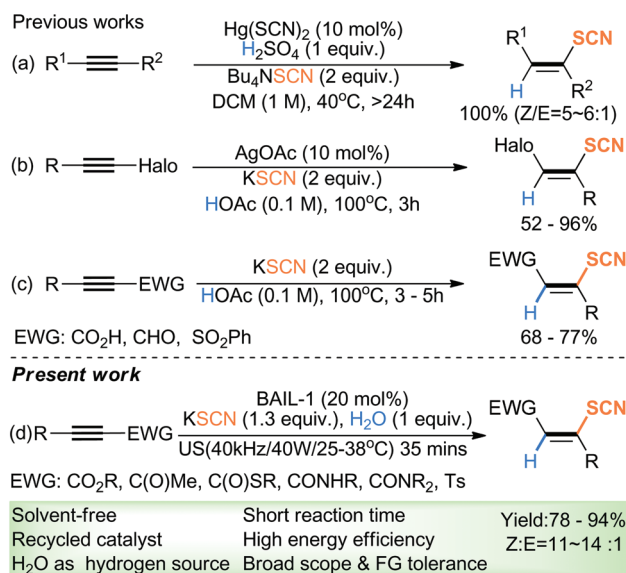 Previous works
Hg(SCN)2 (10 mol%)
H2SO4 (1 equiv.)
(a) R1 R2
Bu4NSCN (2 equiv.)
DCM (1 M), 40oC, >24h
R1 SCN
H R2
100% (Z/E=5~6:1)
(b) R Halo
AgOAc (10 mol%)
KSCN (2 equiv.)
HOAc (0.1 M), 100oC, 3h
Halo SCN
H R
52 - 96%
(c) R EWG
KSCN (2 equiv.)
HOAc (0.1 M), 100oC, 3 - 5h
EWG SCN
H R
68 - 77%
EWG: CO2H, CHO, SO2Ph
Present work
BAIL-1 (20 mol%)
(d) R EWG
KSCN (1.3 equiv.), H2O (1 equiv.)
US(40kHz/40W/25-38oC) 35 mins
EWG SCN
H R
EWG: CO2R, C(O)Me, C(O)SR, CONHR, CONR2, Ts
Solvent-free Short reaction time Yield:78 - 94%
Recycled catalyst High energy efficiency Z:E=11~14 :1
H2O as hydrogen source Broad scope & FG tolerance